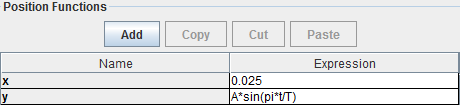 Position Functions
Add Copy Cut Paste
Name Expression
x 0.025
y A*sin(pi*t/T)